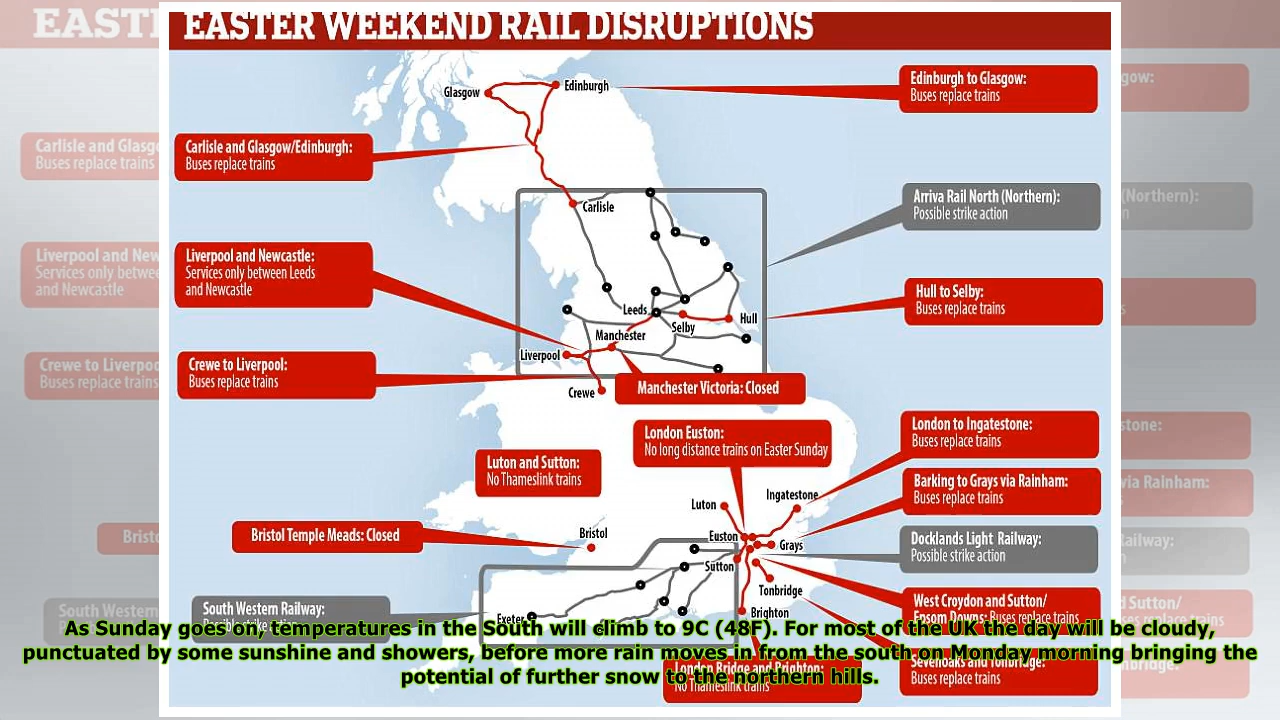 EASTER WEEKEND RAIL DISRUPTIONS
Glasgow
Edinburgh
Edinburgh to Glasgow:
Buses replace trains
Carlisle and Glasgow/Edinburgh:
Buses replace trains
Carlisle
Arriva Rail North (Northern):
Possible strike action
Liverpool and Newcastle:
Services only between Leeds
and Newcastle
Hull to Selby:
Buses replace trains
Leeds
Selby
Hull
Manchester
Liverpool
Crewe to Liverpool:
Buses replace trains
Crewe
Manchester Victoria: Closed
London Euston:
No long distance trains on Easter Sunday
London to Ingatestone:
Buses replace trains
Luton and Sutton:
No Thameslink trains
Barking to Grays via Rainham:
Buses replace trains
Luton
Ingatestone
Bristol Temple Meads: Closed
Bristol
Euston
Grays
Docklands Light Railway:
Possible strike action
Sutton
Tonbridge
South Western Railway:
Possible strike action
Exeter
Brighton
West Croydon and Sutton/
Epsom Downs: Buses replace trains
As Sunday goes on, temperatures in the South will climb to 9C (48F). For most of the UK the day will be cloudy,
punctuated by some sunshine and showers, before more rain moves in from the south on Monday morning bringing the
potential of further snow to the northern hills.
London Bridge and Brighton:
No Thameslink trains
Sevenoaks and Tonbridge:
Buses replace trains